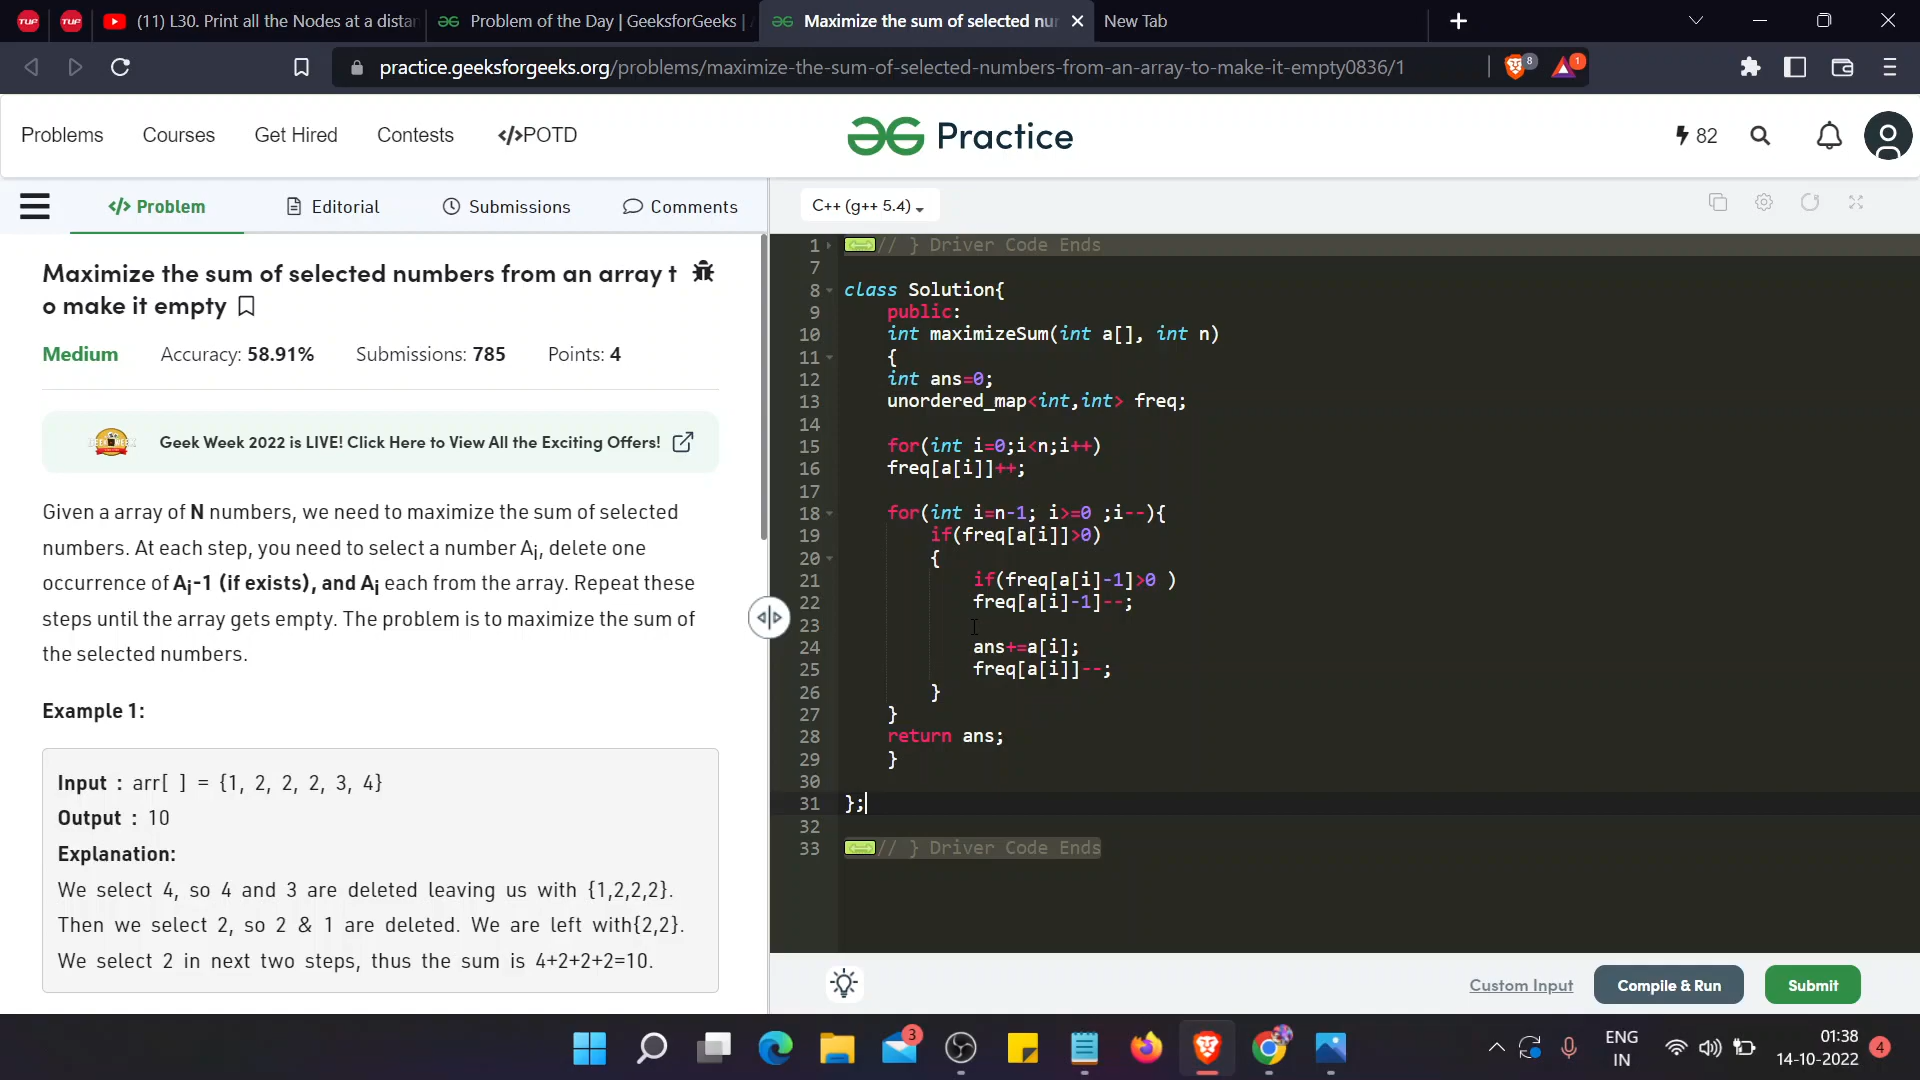 TUF TUF (11) L30. Print all the Nodes at a distan Problem of the Day | GeeksforGeeks | Maximize the sum of selected nu New Tab
practice.geeksforgeeks.org/problems/maximize-the-sum-of-selected-numbers-from-an-array-to-make-it-empty0836/1 8 1
Problems Courses Get Hired Contests </>POTD Practice 82
</> Problem Editorial Submissions Comments
Maximize the sum of selected numbers from an array t
o make it empty
Medium Accuracy: 58.91% Submissions: 785 Points: 4
Geek Week 2022 is LIVE! Click Here to View All the Exciting Offers!
Given a array of N numbers, we need to maximize the sum of selected
numbers. At each step, you need to select a number Ai, delete one
occurrence of Ai-1 (if exists), and Ai each from the array. Repeat these
steps until the array gets empty. The problem is to maximize the sum of
the selected numbers.
Example 1:
Input : arr[ ] = {1, 2, 2, 2, 3, 4}
Output : 10
Explanation:
We select 4, so 4 and 3 are deleted leaving us with {1,2,2,2}.
Then we select 2, so 2 & 1 are deleted. We are left with{2,2}.
We select 2 in next two steps, thus the sum is 4+2+2+2=10.
C++ (g++ 5.4)
1 // } Driver Code Ends
7
8 class Solution{
9 public:
10 int maximizeSum(int a[], int n)
11 {
12 int ans=0;
13 unordered_map<int,int> freq;
14
15 for(int i=0;i<n;i++)
16 freq[a[i]]++;
17
18 for(int i=n-1; i>=0 ;i--){
19 if(freq[a[i]]>0)
20 {
21 if(freq[a[i]-1]>0 )
22 freq[a[i]-1]--;
23
24 ans+=a[i];
25 freq[a[i]]--;
26 }
27 }
28 return ans;
29 }
30
31 };
32
33 // } Driver Code Ends
Custom Input Compile & Run Submit
3 ENG 01:38
IN 14-10-2022 4